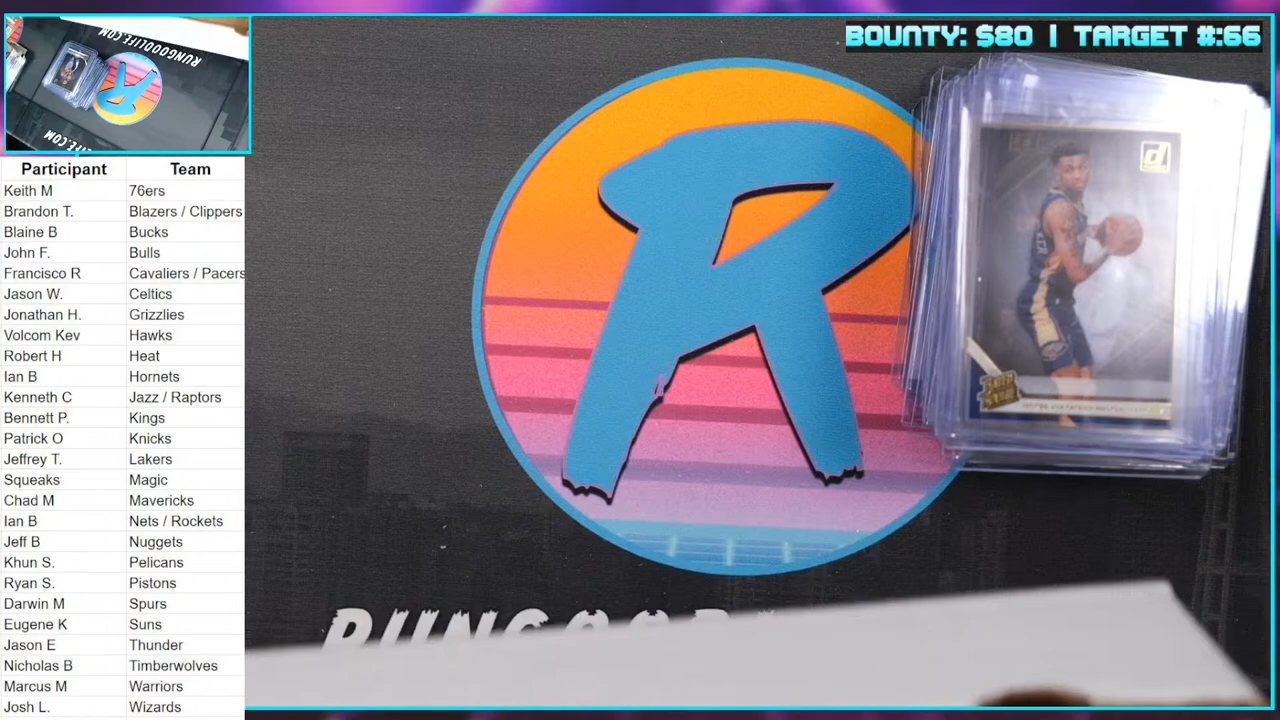 BOUNTY: $80 | TARGET #:66
RUNGOOODLIFE.COM
Participant Team
Keith M 76ers
Brandon T. Blazers / Clippers
Blaine B Bucks
John F. Bulls
Francisco R Cavaliers / Pacers
Jason W. Celtics
Jonathan H. Grizzlies
Volcom Kev Hawks
Robert H Heat
Ian B Hornets
Kenneth C Jazz / Raptors
Bennett P. Kings
Patrick O Knicks
Jeffrey T. Lakers
Squeaks Magic
Chad M Mavericks
Ian B Nets / Rockets
Jeff B Nuggets
Khun S. Pelicans
Ryan S. Pistons
Darwin M Spurs
Eugene K Suns
Jason E Thunder
Nicholas B Timberwolves
Marcus M Warriors
Josh L. Wizards
R
d